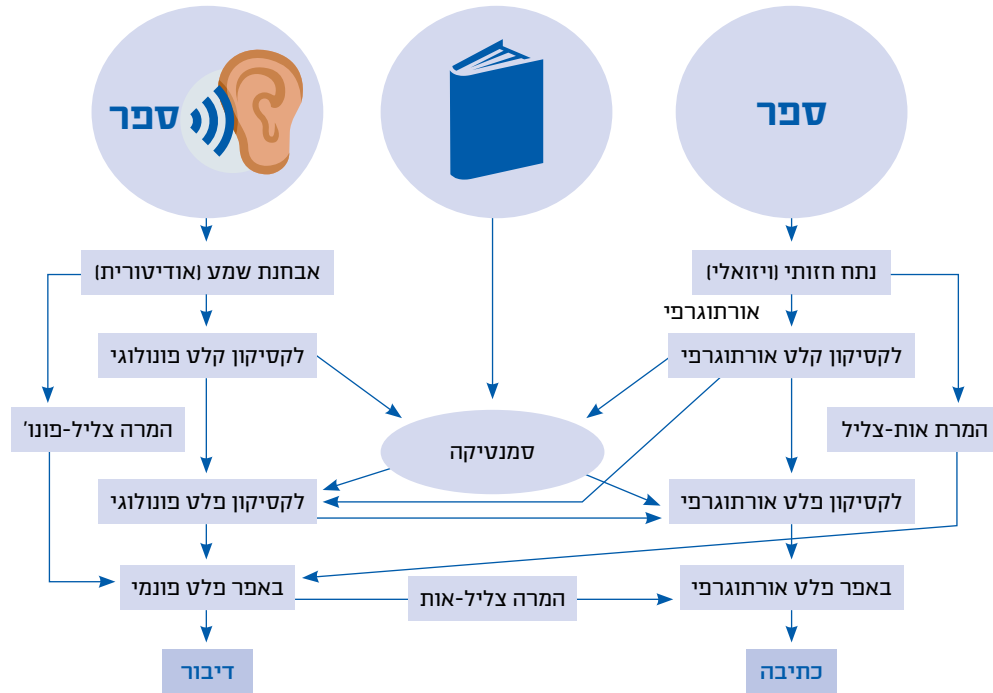 ספר
ספר
נתח חזותי (ויזואלי)
אבחנת שמע (אודיטורית)
אורתוגרפי
לקסיקון קלט אורתוגרפי
לקסיקון קלט פונולוגי
המרת אות-צליל
סמנטיקה
המרה צליל-פונו'
לקסיקון פלט אורתוגרפי
לקסיקון פלט פונולוגי
באפר פלט אורתוגרפי
המרה צליל-אות
באפר פלט פונמי
כתיבה
דיבור